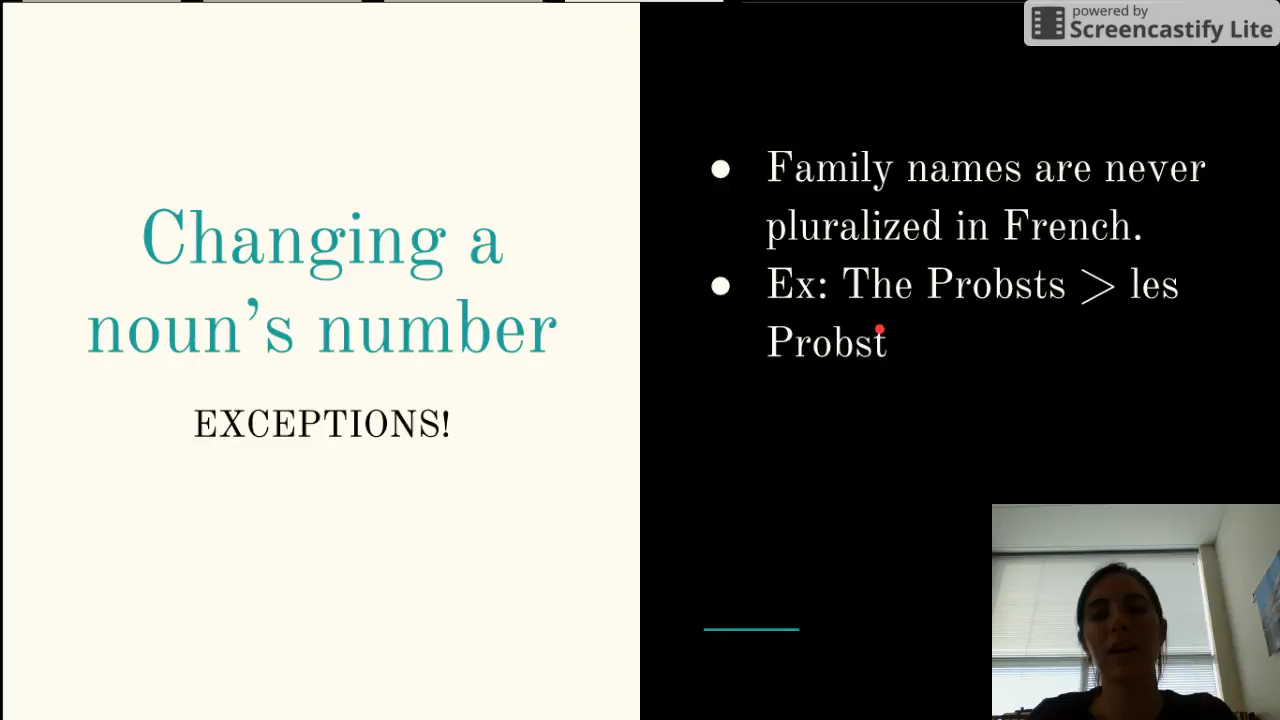 powered by
Screencastify Lite
Changing a
noun's number
EXCEPTIONS!
● Family names are never
pluralized in French.
● Ex: The Probsts > les
Probst